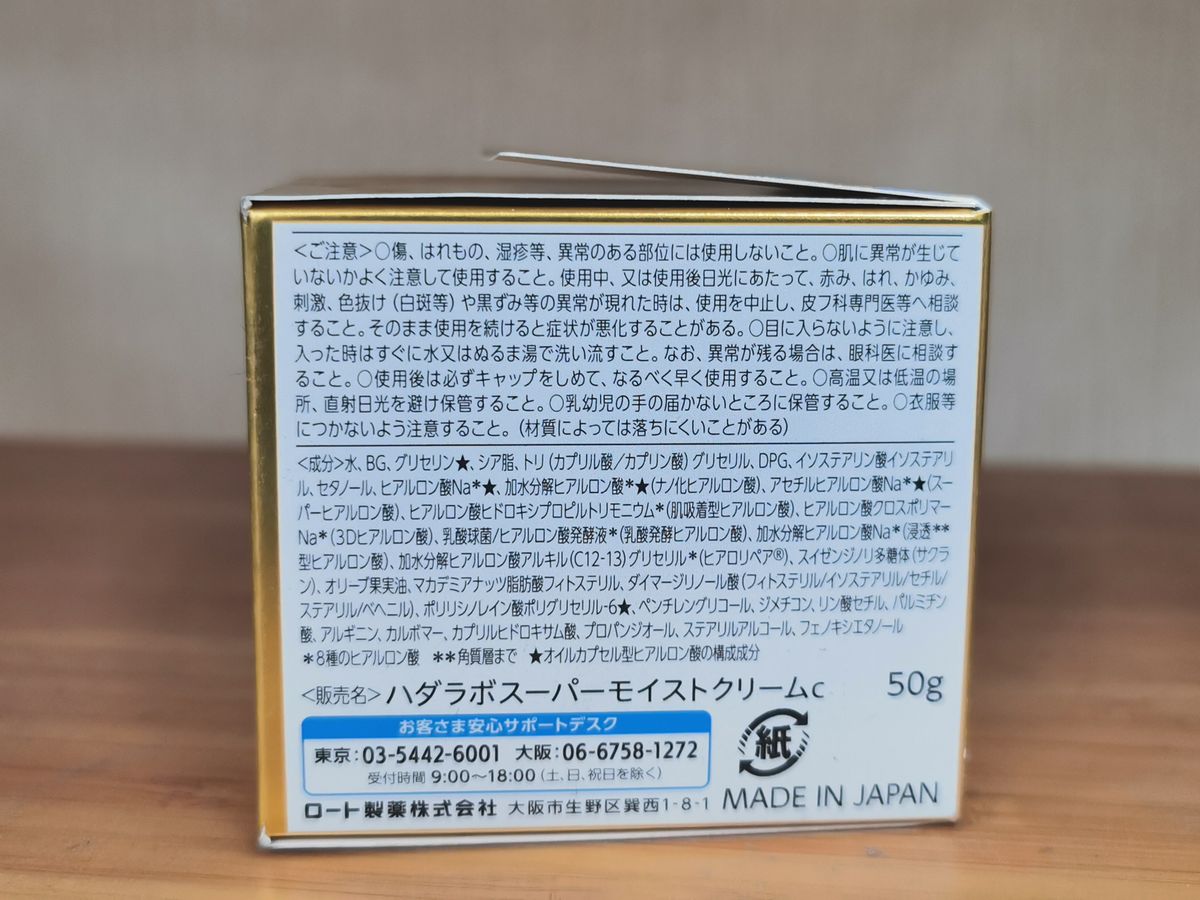 <ご注意>○傷、はれもの、湿疹等、異常のある部位には使用しないこと。○肌に異常が生じて
いないかよく注意して使用すること。使用中、又は使用後日光にあたって、赤み、はれ、かゆみ、
刺激、色抜け(白斑等)や黒ずみ等の異常が現れた時は、使用を中止し、皮フ科専門医等へ相談
すること。そのまま使用を続けると症状が悪化することがある。○目に入らないように注意し、
入った時はすぐに水又はぬるま湯で洗い流すこと。なお、異常が残る場合は、眼科医に相談す
ること。○使用後は必ずキャップをしめて、なるべく早く使用すること。○高温又は低温の場
所、直射日光を避け保管すること。○乳幼児の手の届かないところに保管すること。○衣服等
につかないよう注意すること。(材質によっては落ちにくいことがある)
<成分>水、BG、グリセリン★、シア脂、トリ(カプリル酸/カプリン酸)グリセリル、DPG、イソステアリン酸イソステアリ
ル、セタノール、ヒアルロン酸Na*★、加水分解ヒアルロン酸*★(ナノ化ヒアルロン酸)、アセチルヒアルロン酸Na*★(スー
パーヒアルロン酸)、ヒアルロン酸ヒドロキシプロピルトリモニウム*(肌吸着型ヒアルロン酸)、ヒアルロン酸クロスポリマー
Na*(3Dヒアルロン酸)、乳酸球菌/ヒアルロン酸発酵液*(乳酸発酵ヒアルロン酸)、加水分解ヒアルロン酸Na*(浸透**
型ヒアルロン酸)、加水分解ヒアルロン酸アルキル(C12-13)グリセリル*(ヒアロリペア®)、スイゼンジノリ多糖体(サクラ
ン)、オリーブ果実油、マカデミアナッツ脂肪酸フィトステリル、ダイマージリノール酸(フィトステリル/イソステアリル/セチル/
ステアリル/ベヘニル)、ポリリシノレイン酸ポリグリセリル-6★、ペンチレングリコール、ジメチコン、リン酸セチル、パルミチン
酸、アルギニン、カルボマー、カプリルヒドロキサム酸、プロパンジオール、ステアリルアルコール、フェノキシエタノール
*8種のヒアルロン酸 **角質層まで ★オイルカプセル型ヒアルロン酸の構成成分
<販売名>ハダラボスーパーモイストクリームc 50g
お客さま安心サポートデスク
東京:03-5442-6001 大阪:06-6758-1272
受付時間 9:00〜18:00(土、日、祝日を除く)
紙
ロート製薬株式会社 大阪市生野区巽西1-8-1
MADE IN JAPAN